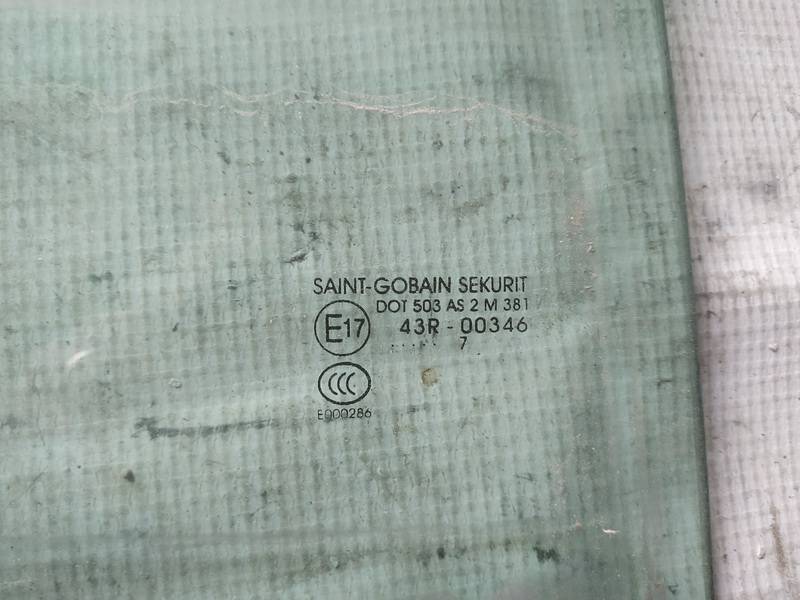 SAINT-GOBAIN SEKURIT
DOT 503 AS 2 M 381
E17 43R-00346
..... 7
CCC
E000286